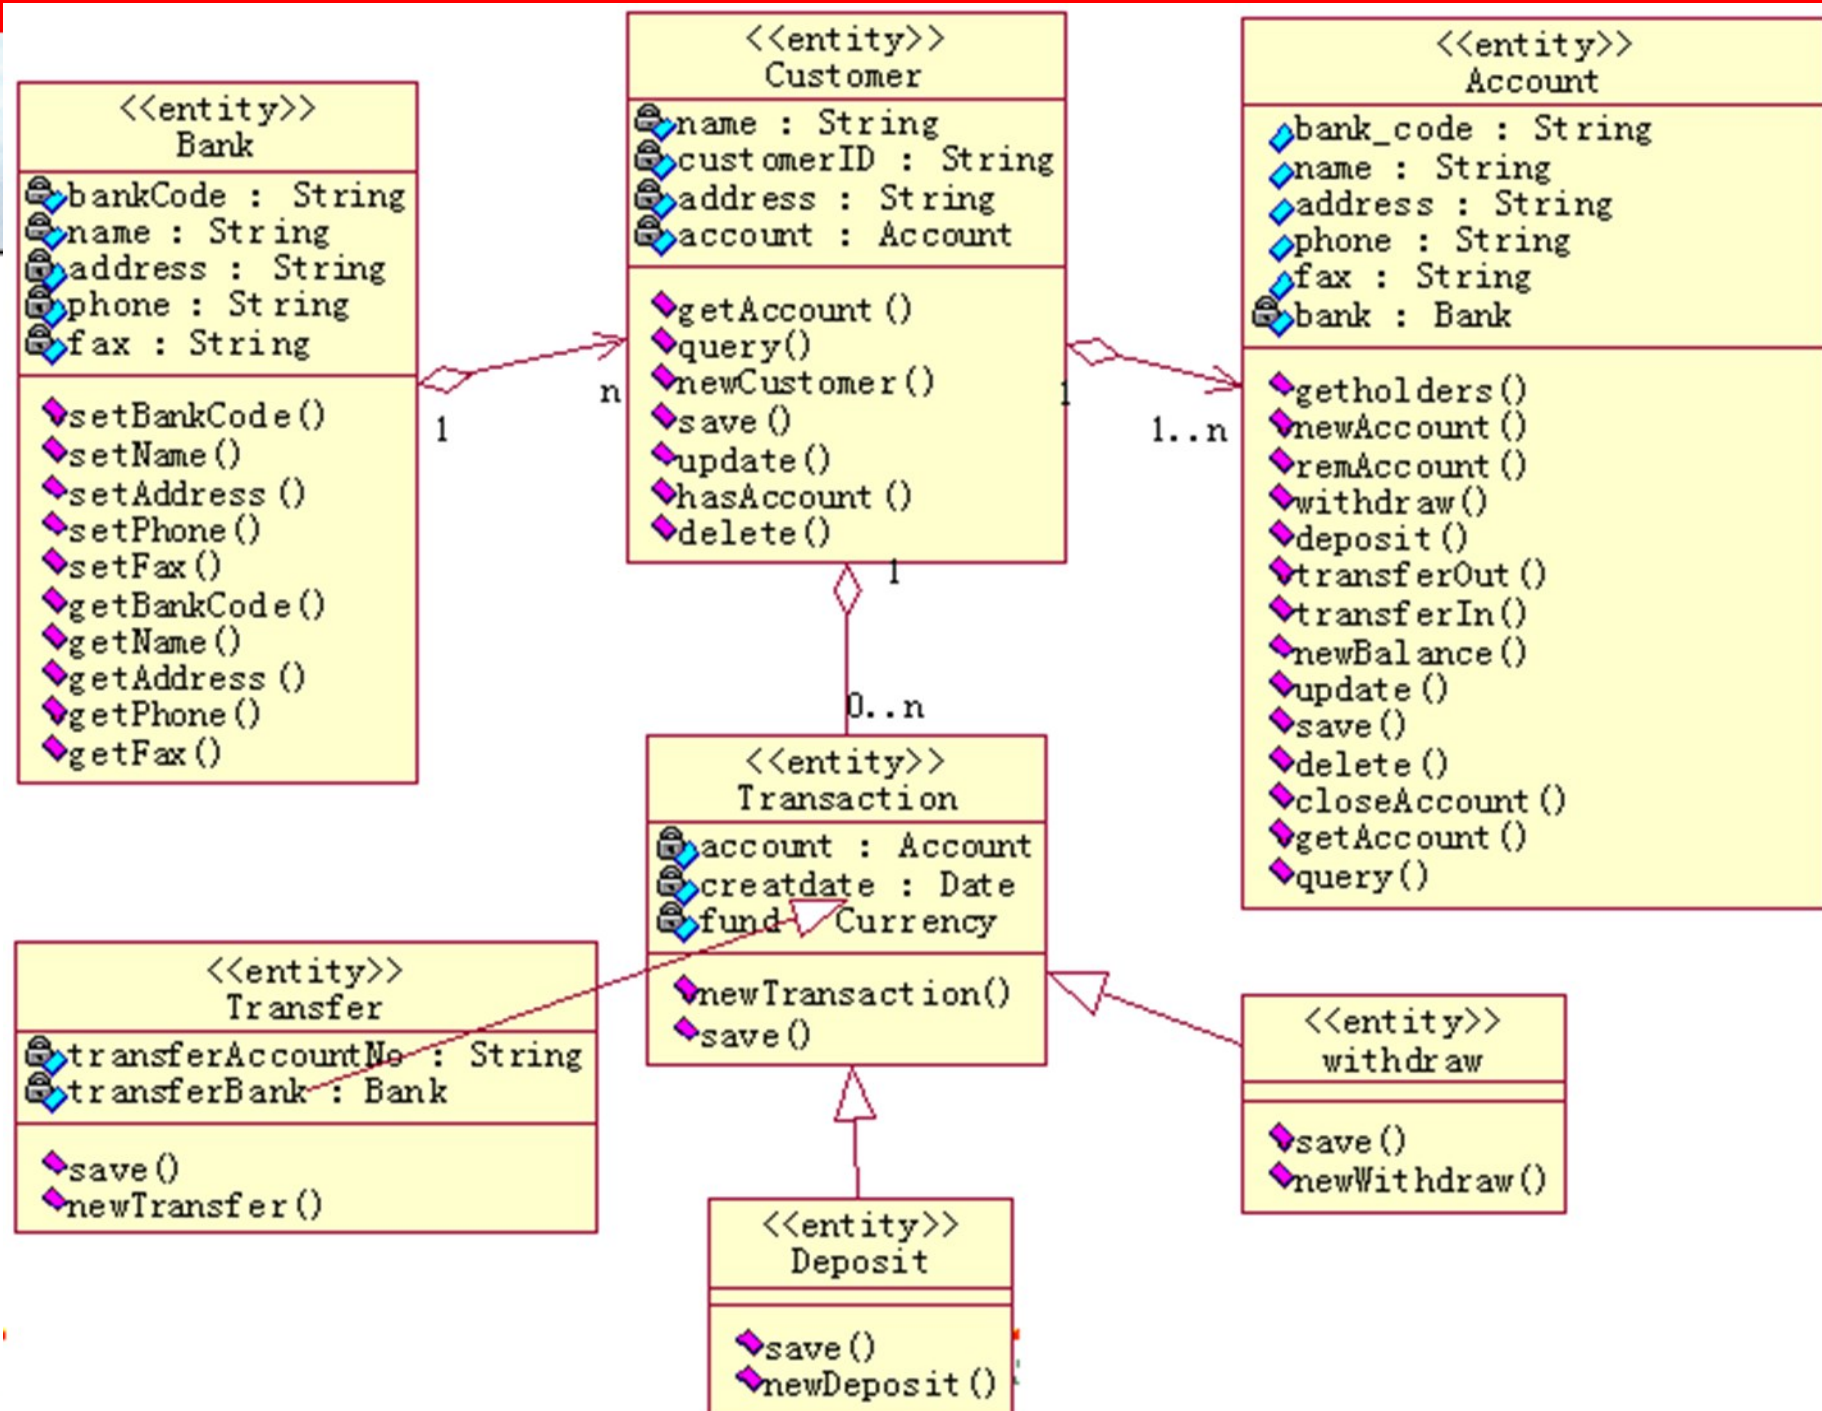 <<entity>>
Bank
bankCode : String
name : String
address : String
phone : String
fax : String
setBankCode()
setName()
setAddress()
setPhone()
setFax()
getBankCode()
getName()
getAddress()
getPhone()
getFax()
1
n
<<entity>>
Customer
name : String
customerID : String
address : String
account : Account
getAccount()
query()
newCustomer()
save()
update()
hasAccount()
delete()
1
1..n
1
0..n
<<entity>>
Account
bank_code : String
name : String
address : String
phone : String
fax : String
bank : Bank
getholders()
newAccount()
remAccount()
withdraw()
deposit()
transferOut()
transferIn()
newBalance()
update()
save()
delete()
closeAccount()
getAccount()
query()
<<entity>>
Transaction
account : Account
creatdate : Date
fund Currency
newTransaction()
save()
<<entity>>
Transfer
transferAccountNo : String
transferBank : Bank
save()
newTransfer()
<<entity>>
withdraw
save()
newWithdraw()
<<entity>>
Deposit
save()
newDeposit()